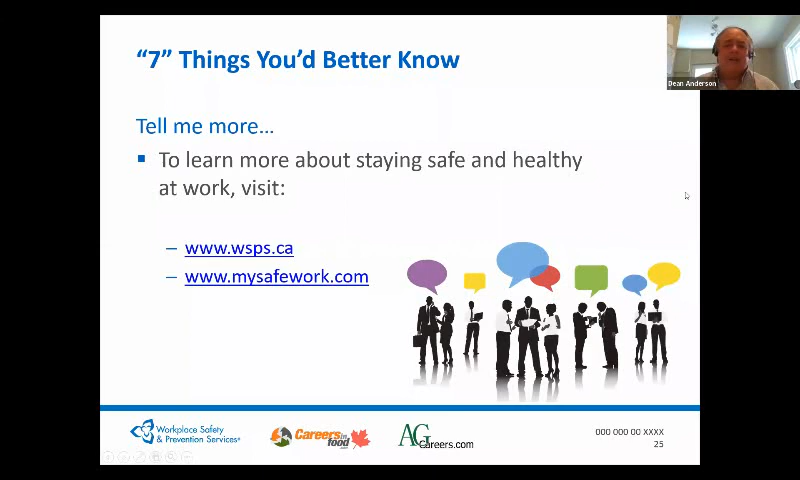 “7” Things You’d Better Know
Dean Anderson
Tell me more…
To learn more about staying safe and healthy
at work, visit:
– www.wsps.ca
– www.mysafework.com
Workplace Safety
& Prevention Services
Careers in
food
AG
Careers.com
000 000 00 XXXX
25